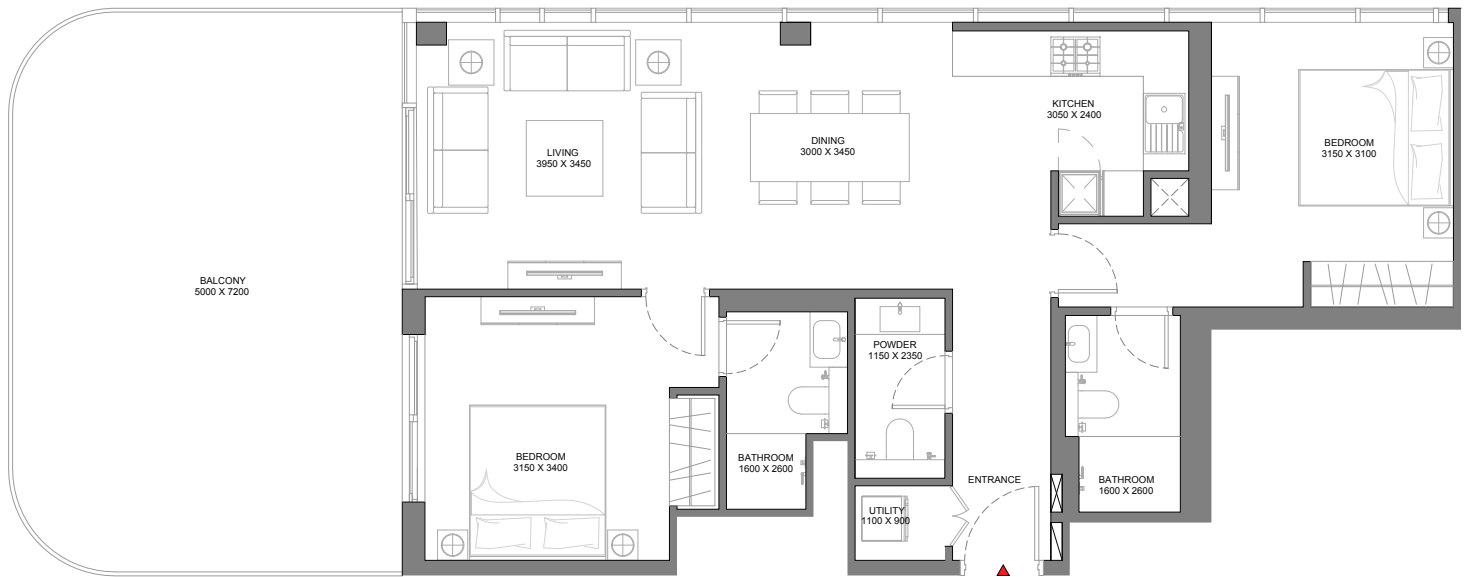 KITCHEN
3050 X 2400
DINING
3000 X 3450
LIVING
3950 X 3450
BEDROOM
3150 X 3100
BALCONY
5000 X 7200
POWDER
1150 X 2350
BEDROOM
3150 X 3400
BATHROOM
1600 X 2600
ENTRANCE
BATHROOM
1600 X 2600
UTILITY
1100 X 900